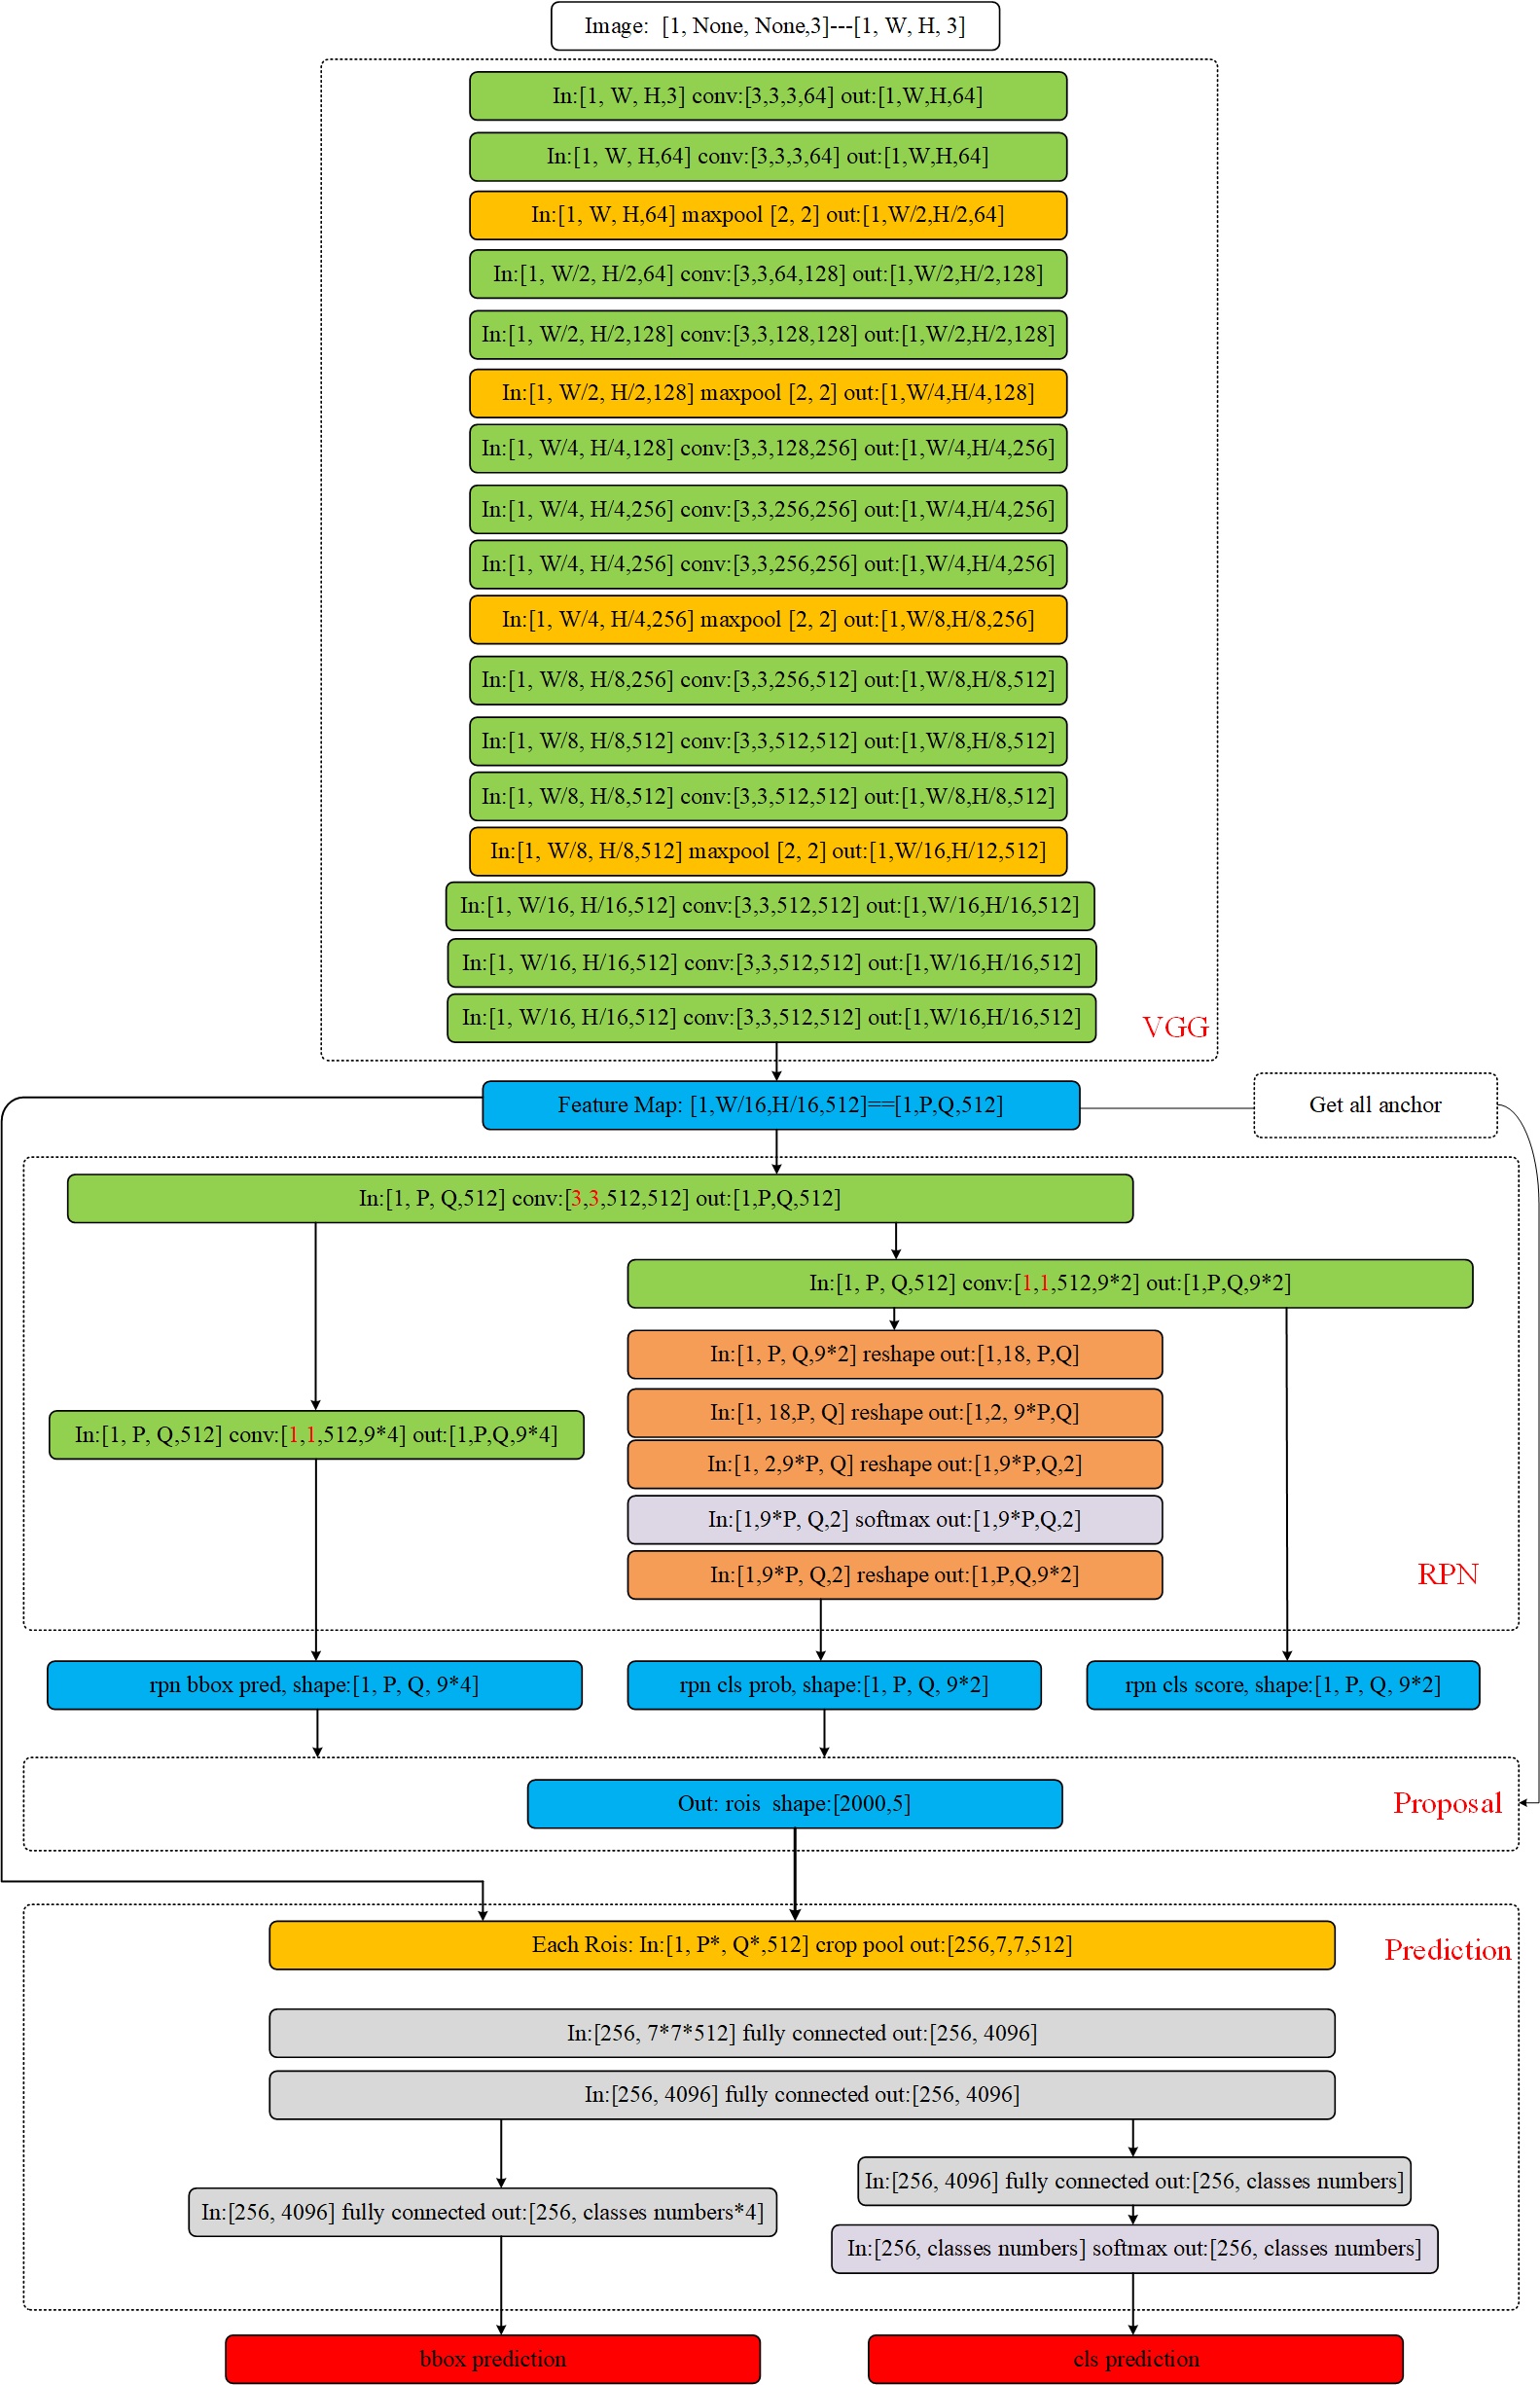 Image: [1, None, None,3]---[1, W, H, 3]
In:[1, W, H,3] conv:[3,3,3,64] out:[1,W,H,64]
In:[1, W, H,64] conv:[3,3,3,64] out:[1,W,H,64]
In:[1, W, H,64] maxpool [2, 2] out:[1,W/2,H/2,64]
In:[1, W/2, H/2,64] conv:[3,3,64,128] out:[1,W/2,H/2,128]
In:[1, W/2, H/2,128] conv:[3,3,128,128] out:[1,W/2,H/2,128]
In:[1, W/2, H/2,128] maxpool [2, 2] out:[1,W/4,H/4,128]
In:[1, W/4, H/4,128] conv:[3,3,128,256] out:[1,W/4,H/4,256]
In:[1, W/4, H/4,256] conv:[3,3,256,256] out:[1,W/4,H/4,256]
In:[1, W/4, H/4,256] conv:[3,3,256,256] out:[1,W/4,H/4,256]
In:[1, W/4, H/4,256] maxpool [2, 2] out:[1,W/8,H/8,256]
In:[1, W/8, H/8,256] conv:[3,3,256,512] out:[1,W/8,H/8,512]
In:[1, W/8, H/8,512] conv:[3,3,512,512] out:[1,W/8,H/8,512]
In:[1, W/8, H/8,512] conv:[3,3,512,512] out:[1,W/8,H/8,512]
In:[1, W/8, H/8,512] maxpool [2, 2] out:[1,W/16,H/12,512]
In:[1, W/16, H/16,512] conv:[3,3,512,512] out:[1,W/16,H/16,512]
In:[1, W/16, H/16,512] conv:[3,3,512,512] out:[1,W/16,H/16,512]
In:[1, W/16, H/16,512] conv:[3,3,512,512] out:[1,W/16,H/16,512]
VGG
Feature Map: [1,W/16,H/16,512]==[1,P,Q,512]
Get all anchor
In:[1, P, Q,512] conv:[3,3,512,512] out:[1,P,Q,512]
In:[1, P, Q,512] conv:[1,1,512,9*2] out:[1,P,Q,9*2]
In:[1, P, Q,9*2] reshape out:[1,18, P,Q]
In:[1, 18,P, Q] reshape out:[1,2, 9*P,Q]
In:[1, P, Q,512] conv:[1,1,512,9*4] out:[1,P,Q,9*4]
In:[1, 2,9*P, Q] reshape out:[1,9*P,Q,2]
In:[1,9*P, Q,2] softmax out:[1,9*P,Q,2]
In:[1,9*P, Q,2] reshape out:[1,P,Q,9*2]
RPN
rpn bbox pred, shape:[1, P, Q, 9*4]
rpn cls prob, shape:[1, P, Q, 9*2]
rpn cls score, shape:[1, P, Q, 9*2]
Out: rois shape:[2000,5]
Proposal
Each Rois: In:[1, P*, Q*,512] crop pool out:[256,7,7,512]
Prediction
In:[256, 7*7*512] fully connected out:[256, 4096]
In:[256, 4096] fully connected out:[256, 4096]
In:[256, 4096] fully connected out:[256, classes numbers]
In:[256, 4096] fully connected out:[256, classes numbers*4]
In:[256, classes numbers] softmax out:[256, classes numbers]
bbox prediction
cls prediction